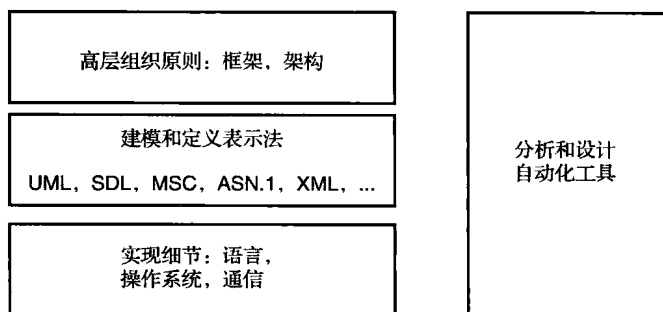 高层组织原则：框架，架构
建模和定义表示法
UML，SDL，MSC，ASN.1，XML，...
实现细节：语言，
操作系统，通信
分析和设计
自动化工具